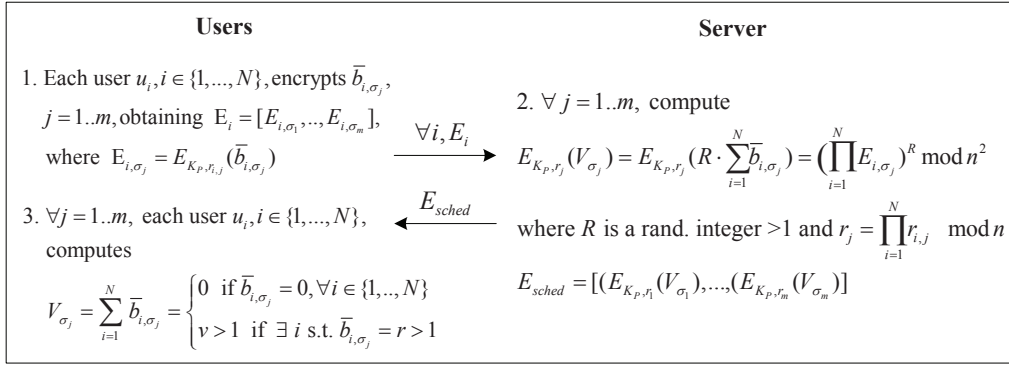 Users
1. Each user u_i, i ∈ {1,...,N}, encrypts b̄_{i,σ_j},
j = 1..m, obtaining E_i = [E_{i,σ_1},..,E_{i,σ_m}],
where E_{i,σ_j} = E_{K_P,r_{i,j}}(b̄_{i,σ_j})
3. ∀j = 1..m, each user u_i, i ∈ {1,...,N},
computes
V_{σ_j} = ∑_{i=1}^{N} b̄_{i,σ_j} = { 0 if b̄_{i,σ_j} = 0, ∀i ∈ {1,..,N}
v > 1 if ∃ i s.t. b̄_{i,σ_j} = r > 1
∀i, E_i
E_{sched}
Server
2. ∀ j = 1..m, compute
E_{K_P,r_j}(V_{σ_j}) = E_{K_P,r_j}(R · ∑_{i=1}^{N} b̄_{i,σ_j}) = (∏_{i=1}^{N} E_{i,σ_j})^R mod n^2
where R is a rand. integer >1 and r_j = ∏_{i=1}^{N} r_{i,j} mod n
E_{sched} = [(E_{K_P,r_1}(V_{σ_1}),...,(E_{K_P,r_m}(V_{σ_m})]